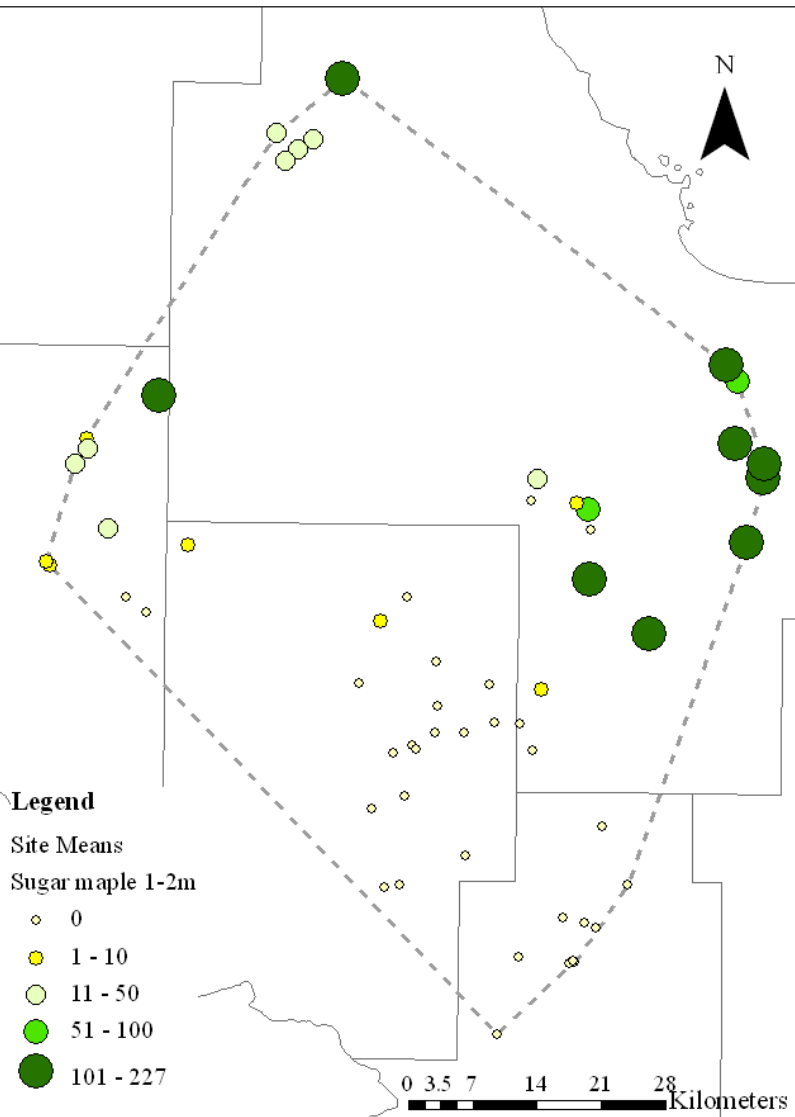 N
Legend
Site Means
Sugar maple 1-2m
0
1 - 10
11 - 50
51 - 100
101 - 227
0 3.5 7 14 21 28
Kilometers